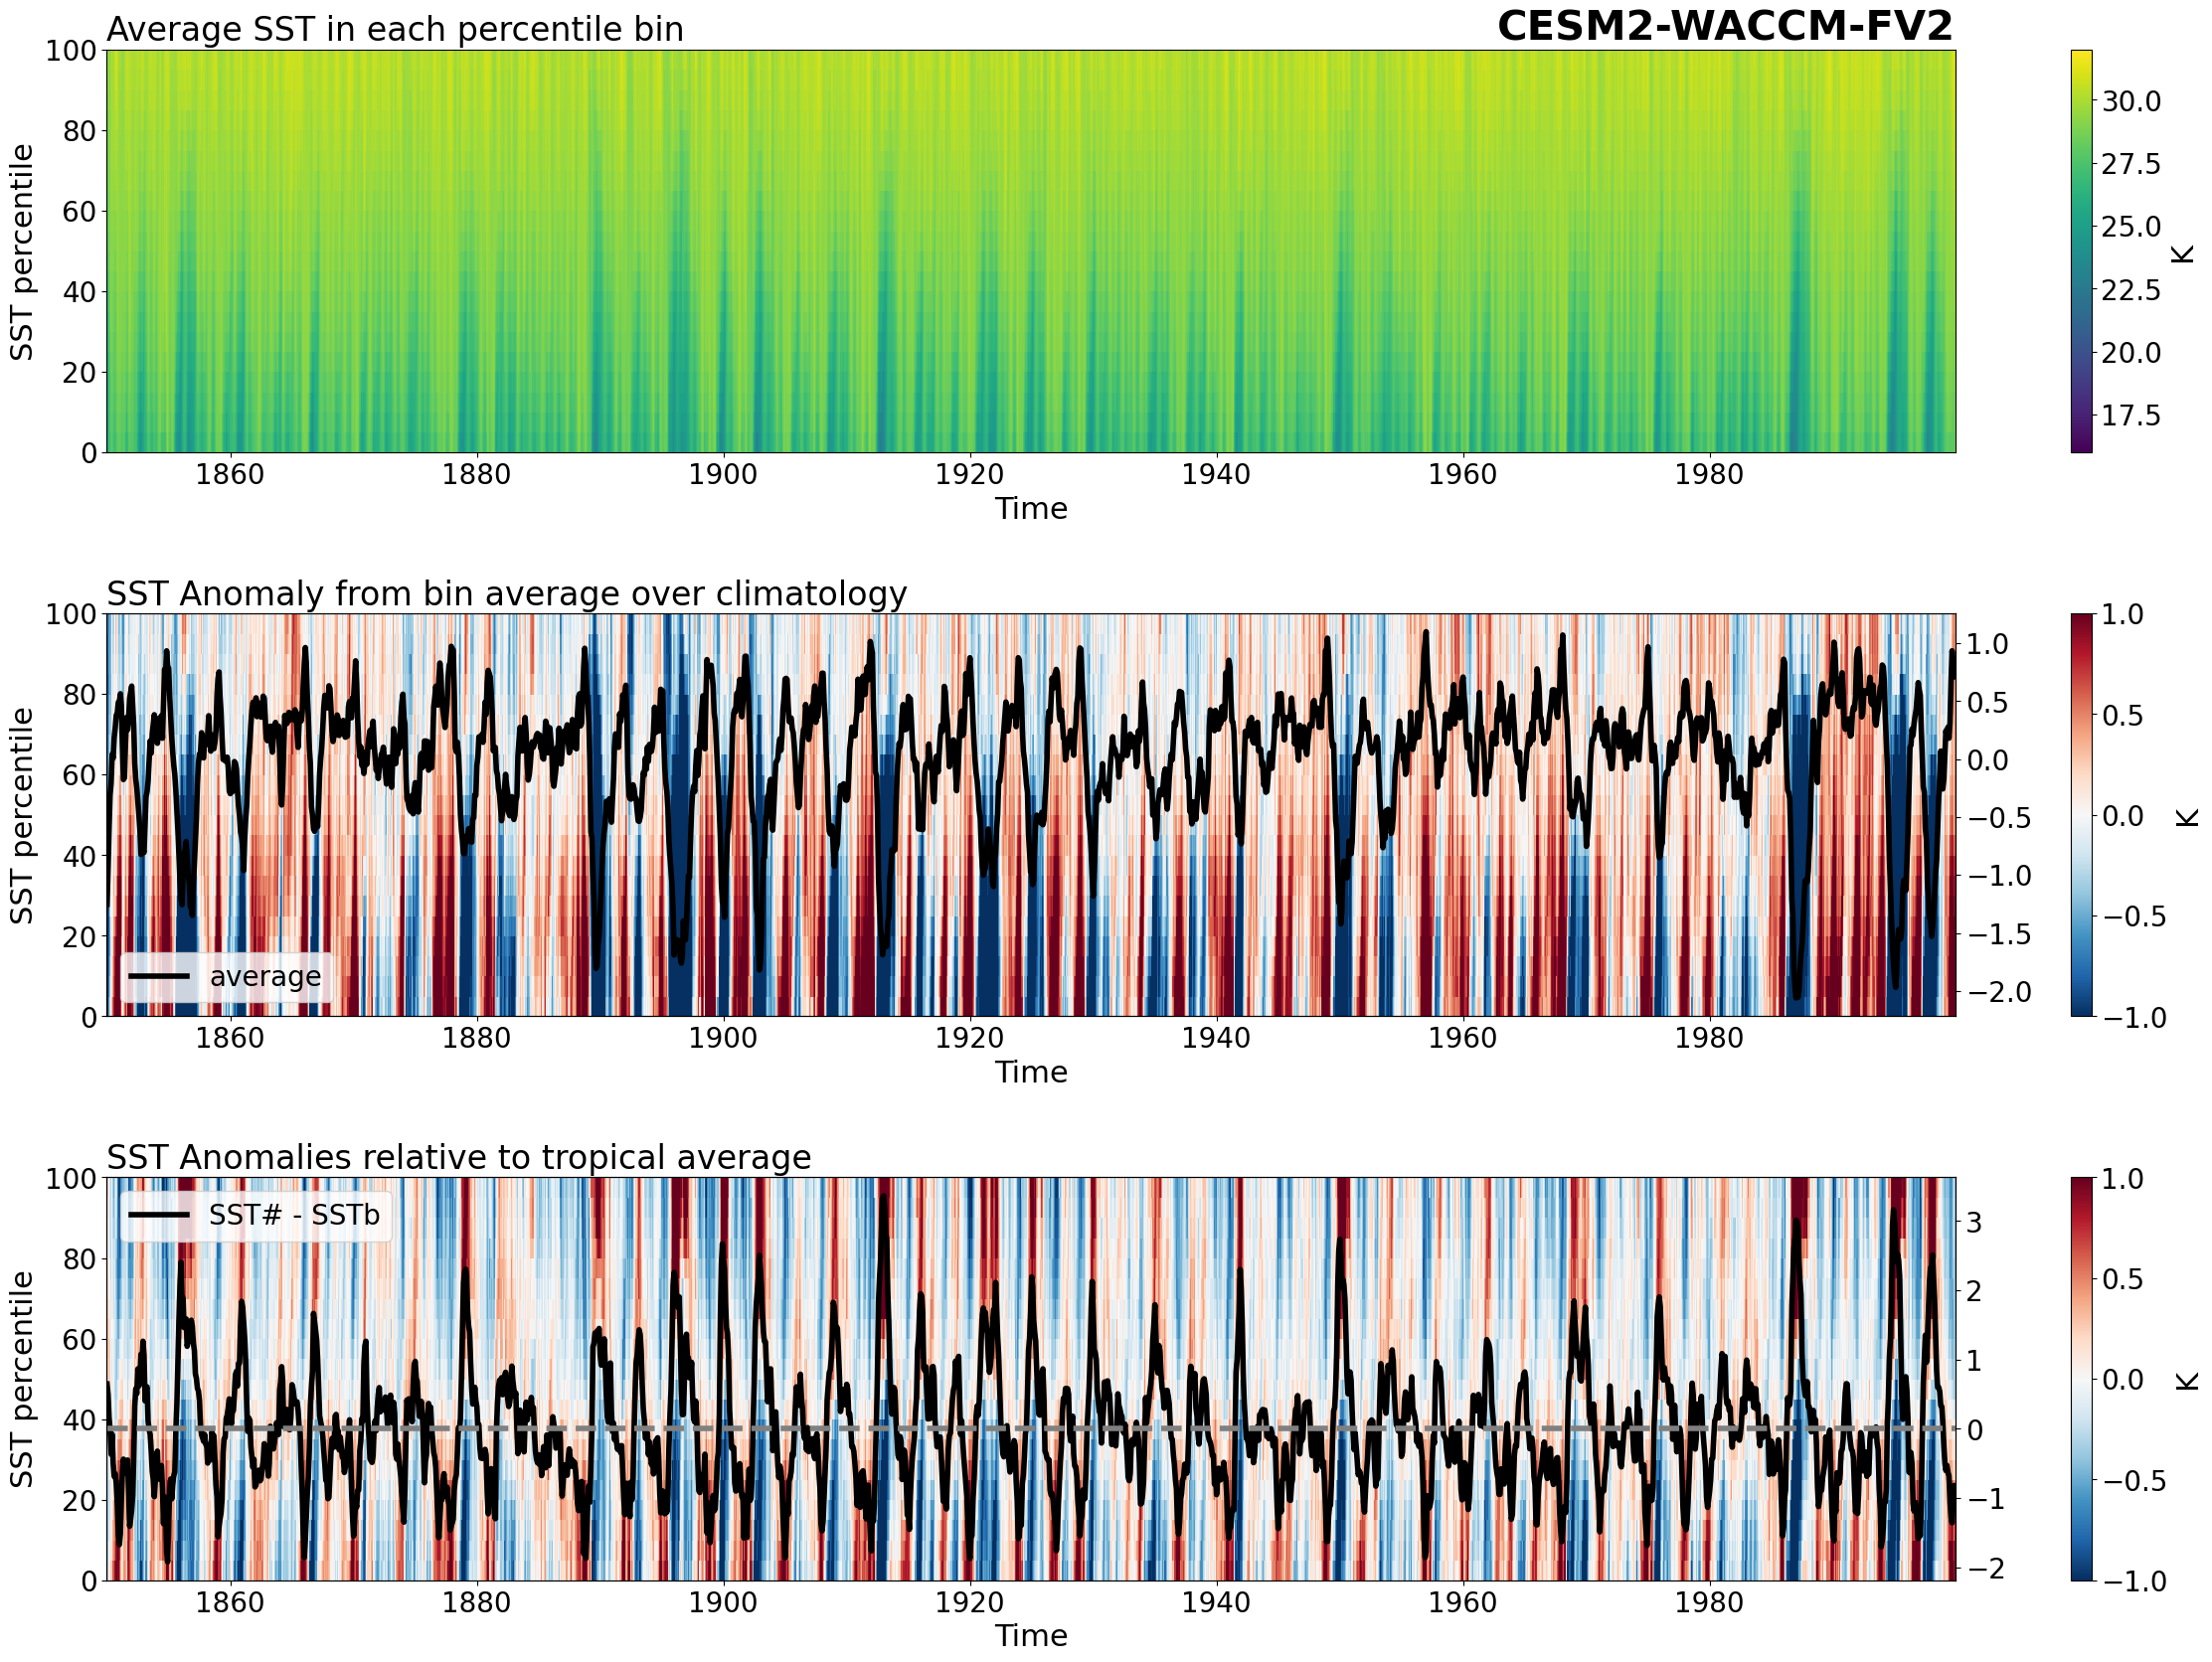 Average SST in each percentile bin
CESM2-WACCM-FV2
100
80
60
40
20
0
SST percentile
1860 1880 1900 1920 1940 1960 1980
Time
30.0
27.5
25.0
22.5
20.0
17.5
K
SST Anomaly from bin average over climatology
100
80
60
40
20
0
SST percentile
average
1860 1880 1900 1920 1940 1960 1980
Time
1.0
0.5
0.0
−0.5
−1.0
−1.5
−2.0
1.0
0.5
0.0
−0.5
−1.0
K
SST Anomalies relative to tropical average
100
80
60
40
20
0
SST percentile
SST# - SSTb
1860 1880 1900 1920 1940 1960 1980
Time
3
2
1
0
−1
−2
1.0
0.5
0.0
−0.5
−1.0
K